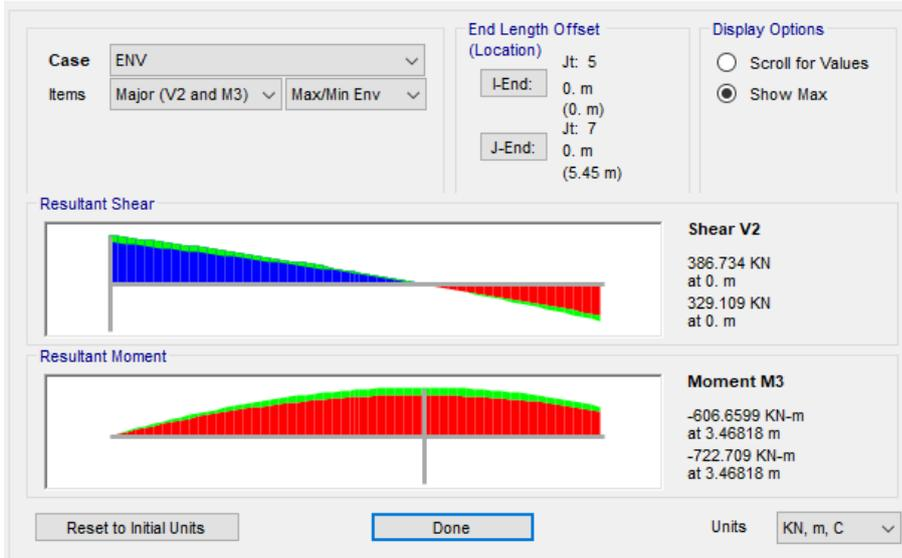 Case
ENV
Items
Major (V2 and M3)
Max/Min Env
End Length Offset
(Location)
I-End:
Jt: 5
0. m
(0. m)
J-End:
Jt: 7
0. m
(5.45 m)
Display Options
Scroll for Values
Show Max
Resultant Shear
Shear V2
386.734 KN
at 0. m
329.109 KN
at 0. m
Resultant Moment
Moment M3
-606.6599 KN-m
at 3.46818 m
-722.709 KN-m
at 3.46818 m
Reset to Initial Units
Done
Units
KN, m, C